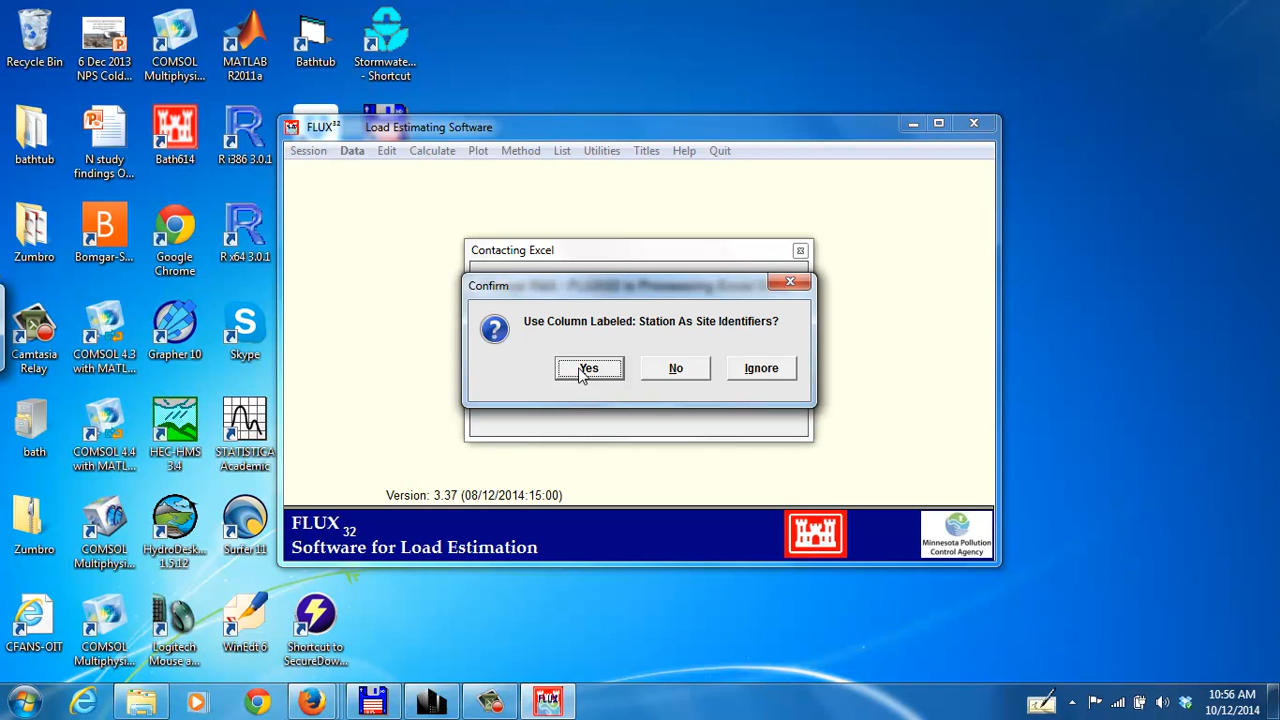 Recycle Bin
6 Dec 2013
NPS Cold...
COMSOL
Multiphysi...
MATLAB
R2011a
Bathtub
Stormwate...
- Shortcut
bathtub
N study
findings O...
Bath614
R i386 3.0.1
Zumbro
Bomgar-S...
Google
Chrome
R x64 3.0.1
Camtasia
Relay
COMSOL 4.3
with MATL...
Grapher 10
Skype
bath
COMSOL 4.4
with MATL...
HEC-HMS
3.4
STATISTICA
Academic
Zumbro
COMSOL
Multiphysi...
HydroDesk...
1.5.12
Surfer 11
CFANS-OIT
COMSOL
Multiphysi...
Logitech
Mouse a...
WinEdt 6
Shortcut to
SecureDow...
FLUX32 Load Estimating Software
Session Data Edit Calculate Plot Method List Utilities Titles Help Quit
Contacting Excel
Confirm
Use Column Labeled: Station As Site Identifiers?
Yes No Ignore
Version: 3.37 (08/12/2014:15:00)
FLUX 32
Software for Load Estimation
Minnesota Pollution
Control Agency
10:56 AM
10/12/2014